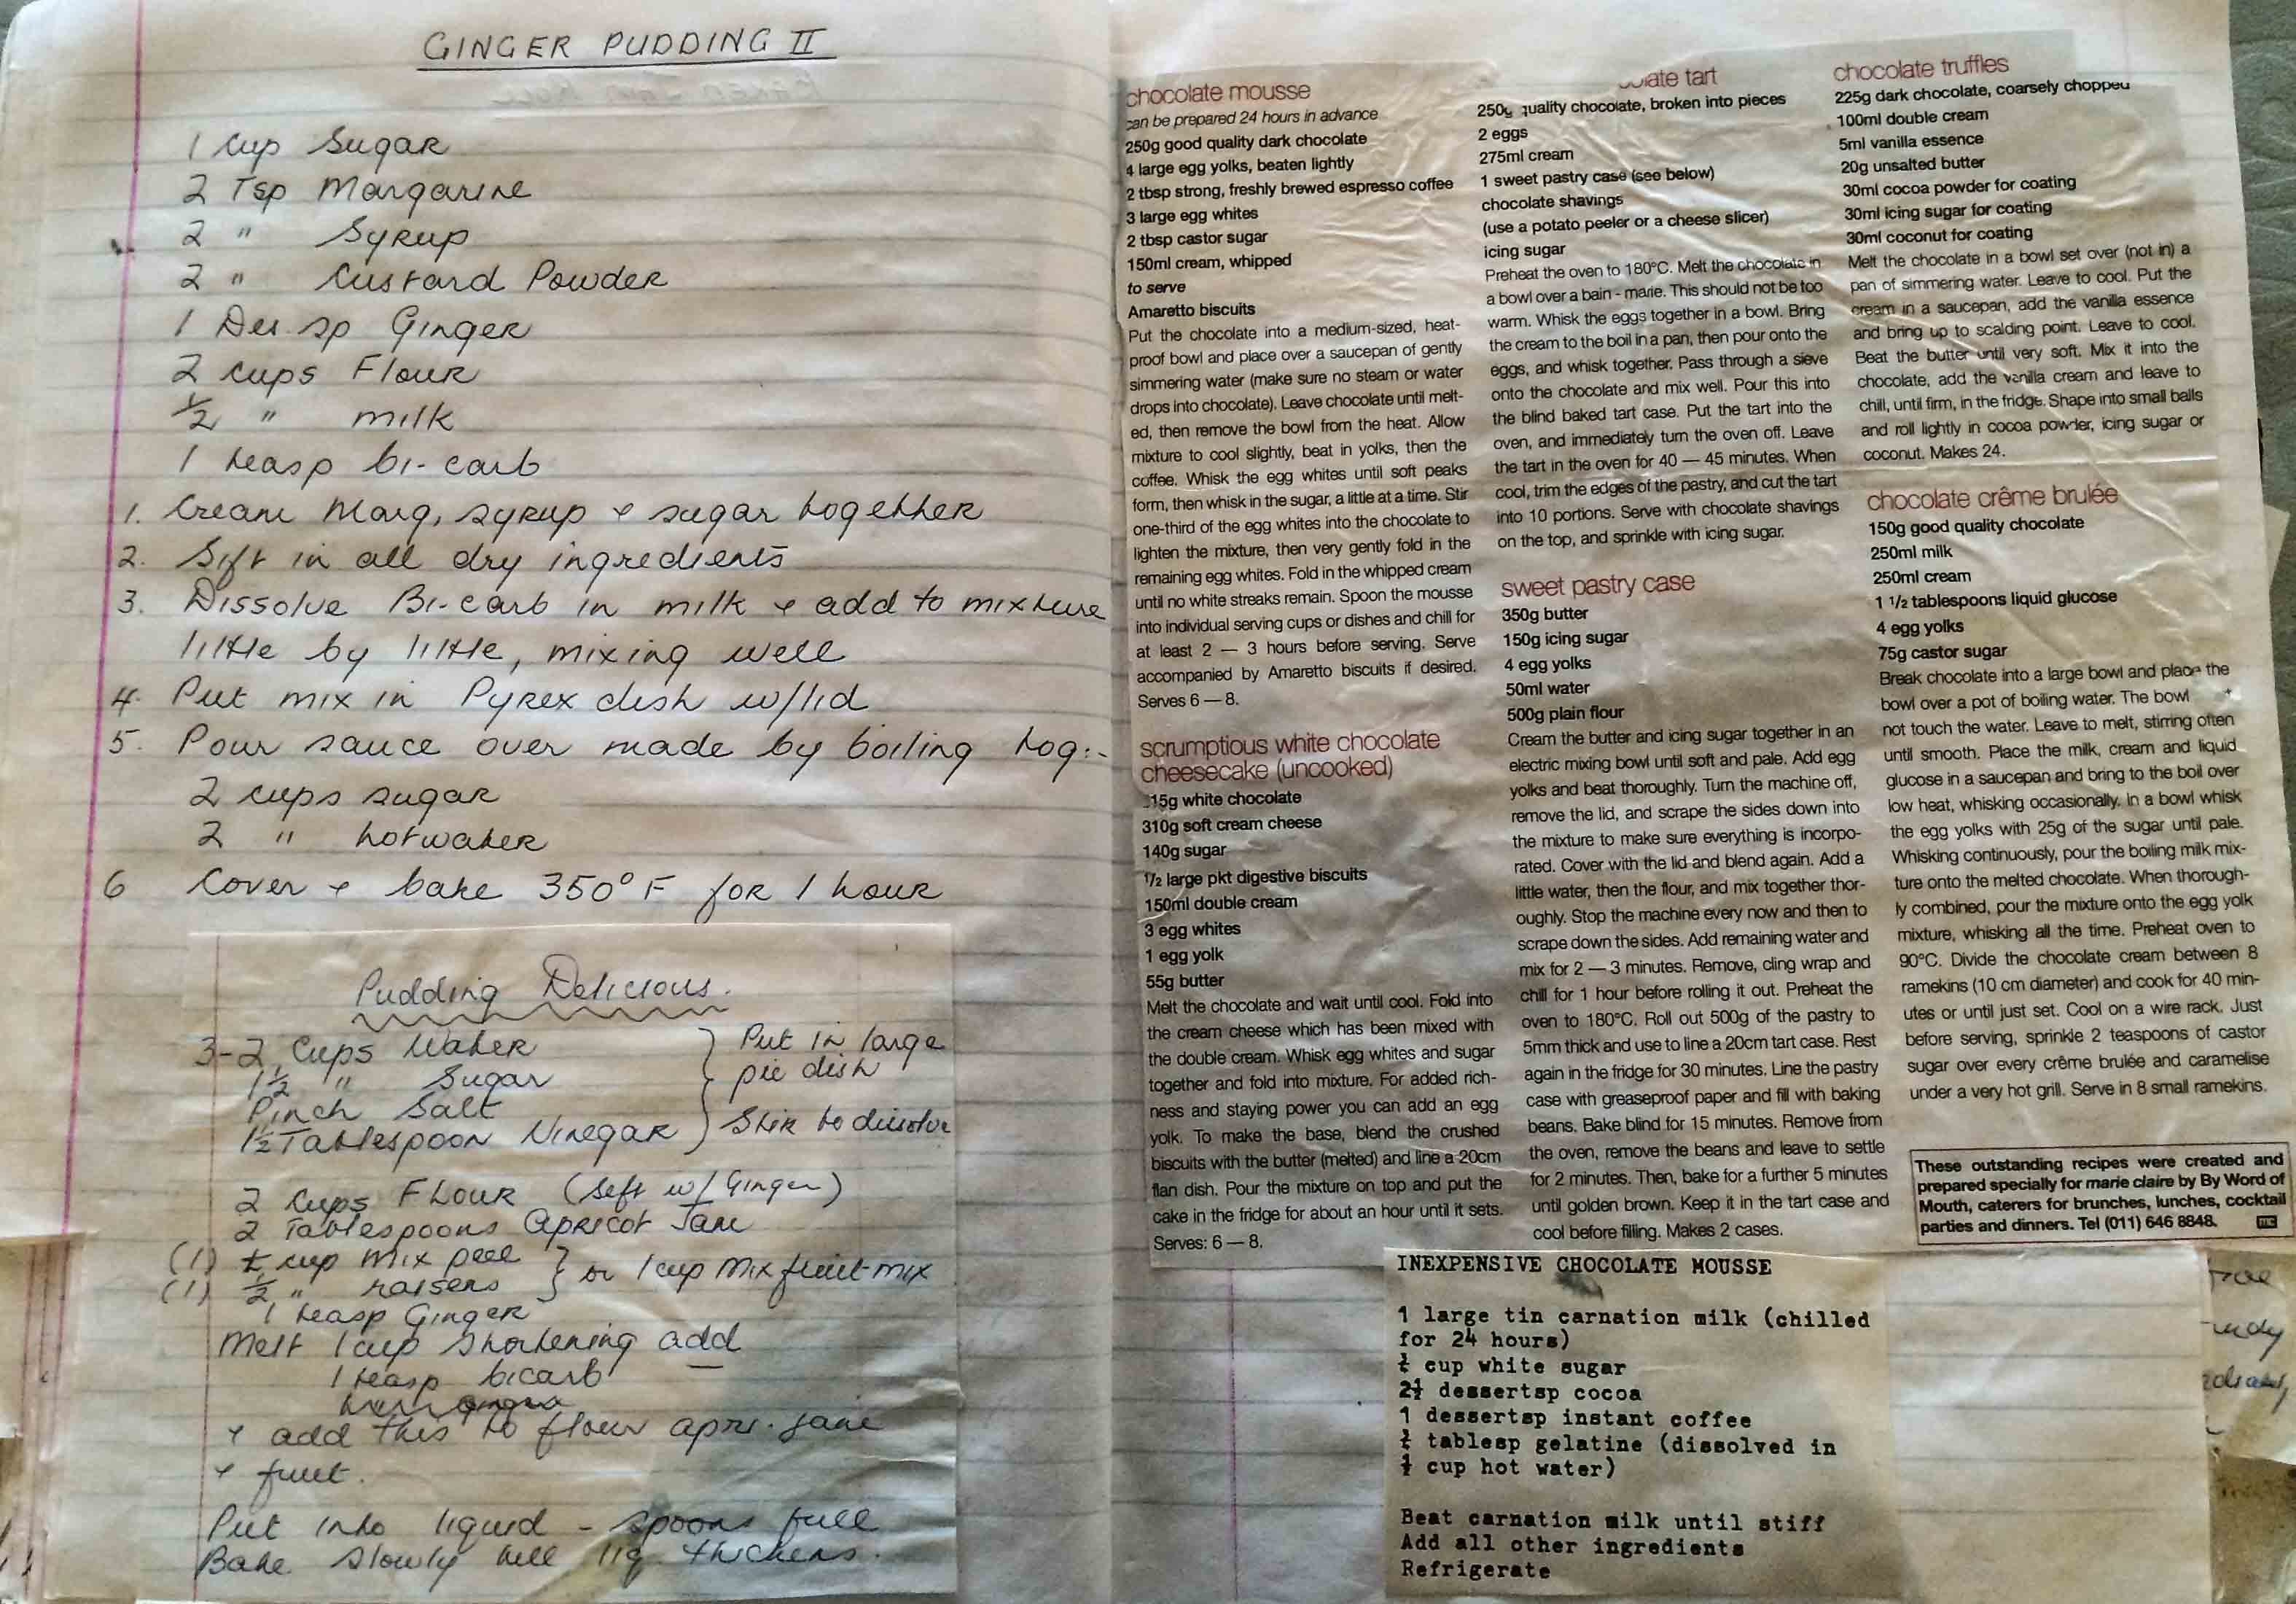 GINGER PUDDING II
1 Cup Sugar
2 Tsp Margarine
2 " Syrup
2 " Custard Powder
1 Des.sp Ginger
2 cups Flour
½ " milk
1 teasp bi-carb
1. Cream Marg, syrup + sugar together
2. Sift in all dry ingredients
3. Dissolve Bi-carb in milk + add to mixture
little by little, mixing well
4. Put mix in Pyrex dish w/lid
5. Pour sauce over made by boiling tog:-
2 cups sugar
2 " hotwater
6 Cover + bake 350°F for 1 hour
Pudding Delicious.
3-2 Cups Water
1½ " Sugar
Pinch Salt
1½ Tablespoon Vinegar
Put in large
pie dish
Stir to dissolve
2 Cups Flour (Seft w/ Ginger)
2 Tablespoons Apricot Jam
(1) ½ cup mix peel
(1) ½ " raisens
or 1 cup mix fruit mix
1 teasp Ginger
Melt 1 cup shortening add
1 teasp bicarb
+ add this to flour apri. jam
+ fruit.
Put into liquid - spoons full
Bake slowly till liq. thickens.
chocolate mousse
can be prepared 24 hours in advance
250g good quality dark chocolate
4 large egg yolks, beaten lightly
2 tbsp strong, freshly brewed espresso coffee
3 large egg whites
2 tbsp castor sugar
150ml cream, whipped
to serve
Amaretto biscuits
Put the chocolate into a medium-sized, heat-
proof bowl and place over a saucepan of gently
simmering water (make sure no steam or water
drops into chocolate). Leave chocolate until melt-
ed, then remove the bowl from the heat. Allow
mixture to cool slightly, beat in yolks, then the
coffee. Whisk the egg whites until soft peaks
form, then whisk in the sugar, a little at a time. Stir
one-third of the egg whites into the chocolate to
lighten the mixture, then very gently fold in the
remaining egg whites. Fold in the whipped cream
until no white streaks remain. Spoon the mousse
into individual serving cups or dishes and chill for
at least 2 — 3 hours before serving. Serve
accompanied by Amaretto biscuits if desired.
Serves 6 — 8.
scrumptious white chocolate
cheesecake (uncooked)
15g white chocolate
310g soft cream cheese
140g sugar
1/2 large pkt digestive biscuits
150ml double cream
3 egg whites
1 egg yolk
55g butter
Melt the chocolate and wait until cool. Fold into
the cream cheese which has been mixed with
the double cream. Whisk egg whites and sugar
together and fold into mixture. For added rich-
ness and staying power you can add an egg
yolk. To make the base, blend the crushed
biscuits with the butter (melted) and line a 20cm
flan dish. Pour the mixture on top and put the
cake in the fridge for about an hour until it sets.
Serves: 6 — 8.
late tart
250g quality chocolate, broken into pieces
2 eggs
275ml cream
1 sweet pastry case (see below)
chocolate shavings
(use a potato peeler or a cheese slicer)
icing sugar
Preheat the oven to 180°C. Melt the chocolate in
a bowl over a bain - marie. This should not be too
warm. Whisk the eggs together in a bowl. Bring
the cream to the boil in a pan, then pour onto the
eggs, and whisk together. Pass through a sieve
onto the chocolate and mix well. Pour this into
the blind baked tart case. Put the tart into the
oven, and immediately turn the oven off. Leave
the tart in the oven for 40 — 45 minutes. When
cool, trim the edges of the pastry, and cut the tart
into 10 portions. Serve with chocolate shavings
on the top, and sprinkle with icing sugar.
sweet pastry case
350g butter
150g icing sugar
4 egg yolks
50ml water
500g plain flour
Cream the butter and icing sugar together in an
electric mixing bowl until soft and pale. Add egg
yolks and beat thoroughly. Turn the machine off,
remove the lid, and scrape the sides down into
the mixture to make sure everything is incorpo-
rated. Cover with the lid and blend again. Add a
little water, then the flour, and mix together thor-
oughly. Stop the machine every now and then to
scrape down the sides. Add remaining water and
mix for 2 — 3 minutes. Remove, cling wrap and
chill for 1 hour before rolling it out. Preheat the
oven to 180°C. Roll out 500g of the pastry to
5mm thick and use to line a 20cm tart case. Rest
again in the fridge for 30 minutes. Line the pastry
case with greaseproof paper and fill with baking
beans. Bake blind for 15 minutes. Remove from
the oven, remove the beans and leave to settle
for 2 minutes. Then, bake for a further 5 minutes
until golden brown. Keep it in the tart case and
cool before filling. Makes 2 cases.
chocolate truffles
225g dark chocolate, coarsely chopped
100ml double cream
5ml vanilla essence
20g unsalted butter
30ml cocoa powder for coating
30ml icing sugar for coating
30ml coconut for coating
Melt the chocolate in a bowl set over (not in) a
pan of simmering water. Leave to cool. Put the
cream in a saucepan, add the vanilla essence
and bring up to scalding point. Leave to cool.
Beat the butter until very soft. Mix it into the
chocolate, add the vanilla cream and leave to
chill, until firm, in the fridge. Shape into small balls
and roll lightly in cocoa powder, icing sugar or
coconut. Makes 24.
chocolate crême brulée
150g good quality chocolate
250ml milk
250ml cream
1 1/2 tablespoons liquid glucose
4 egg yolks
75g castor sugar
Break chocolate into a large bowl and place the
bowl over a pot of boiling water. The bowl
not touch the water. Leave to melt, stirring often
until smooth. Place the milk, cream and liquid
glucose in a saucepan and bring to the boil over
low heat, whisking occasionally. In a bowl whisk
the egg yolks with 25g of the sugar until pale.
Whisking continuously, pour the boiling milk mix-
ture onto the melted chocolate. When thorough-
ly combined, pour the mixture onto the egg yolk
mixture, whisking all the time. Preheat oven to
90°C. Divide the chocolate cream between 8
ramekins (10 cm diameter) and cook for 40 min-
utes or until just set. Cool on a wire rack. Just
before serving, sprinkle 2 teaspoons of castor
sugar over every crême brulée and caramelise
under a very hot grill. Serve in 8 small ramekins.
These outstanding recipes were created and
prepared specially for marie claire by By Word of
Mouth, caterers for brunches, lunches, cocktail
parties and dinners. Tel (011) 646 8848. mc
INEXPENSIVE CHOCOLATE MOUSSE
1 large tin carnation milk (chilled
for 24 hours)
cup white sugar
dessertsp cocoa
1 dessertsp instant coffee
tablesp gelatine (dissolved in
cup hot water)
Beat carnation milk until stiff
Add all other ingredients
Refrigerate